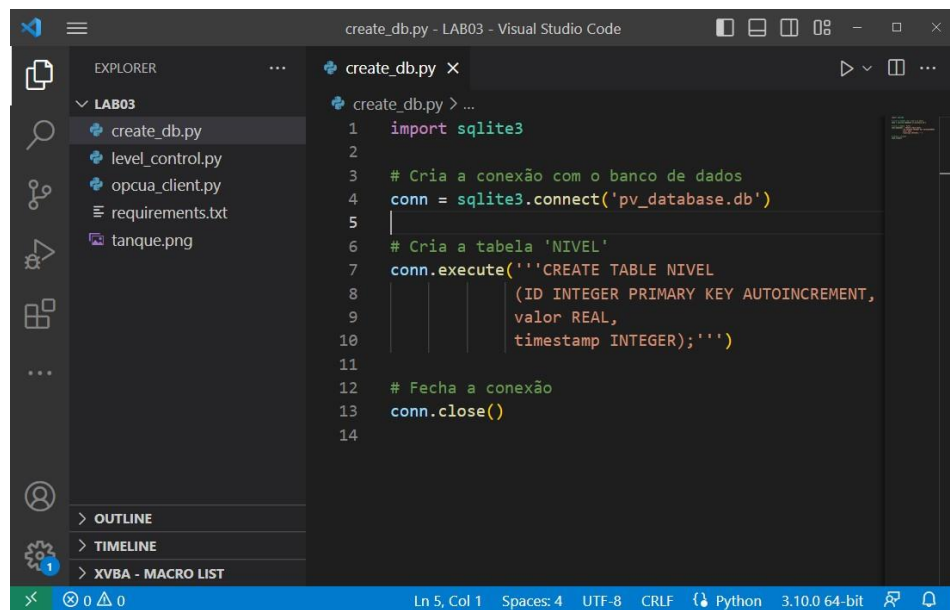 create_db.py - LAB03 - Visual Studio Code
EXPLORER
LAB03
create_db.py
level_control.py
opcua_client.py
requirements.txt
tanque.png
OUTLINE
TIMELINE
XVBA - MACRO LIST
create_db.py
create_db.py > ...
1 import sqlite3
2
3 # Cria a conexão com o banco de dados
4 conn = sqlite3.connect('pv_database.db')
5
6 # Cria a tabela 'NIVEL'
7 conn.execute('''CREATE TABLE NIVEL
8 (ID INTEGER PRIMARY KEY AUTOINCREMENT,
9 valor REAL,
10 timestamp INTEGER);''')
11
12 # Fecha a conexão
13 conn.close()
14
1
0 0 Ln 5, Col 1 Spaces: 4 UTF-8 CRLF Python 3.10.0 64-bit